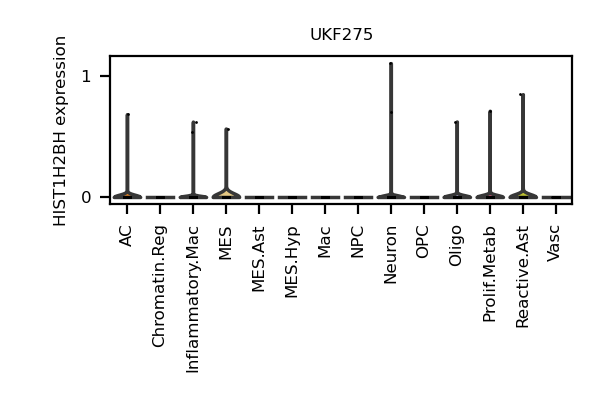 UKF275
HIST1H2BH expression
1
0
AC
Chromatin.Reg
Inflammatory.Mac
MES
MES.Ast
MES.Hyp
Mac
NPC
Neuron
OPC
Oligo
Prolif.Metab
Reactive.Ast
Vasc